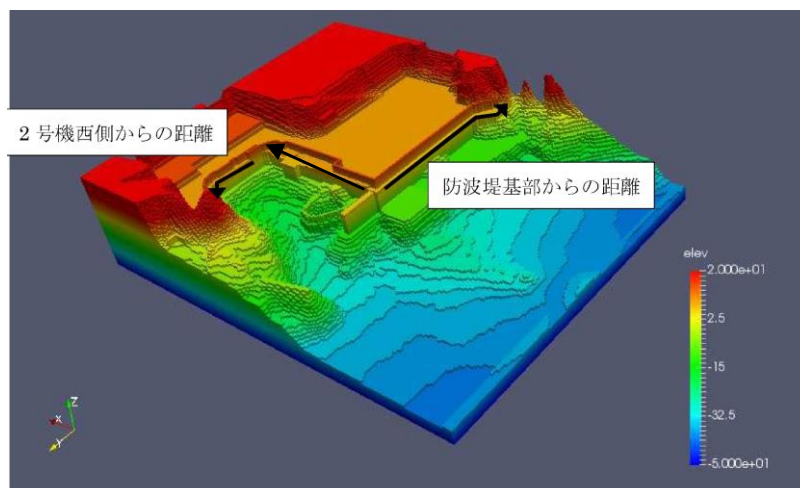 2 号機西側からの距離
防波堤基部からの距離
elev
2.000e+01
2.5
-15
-32.5
-5.000e+01
Z
X
Y